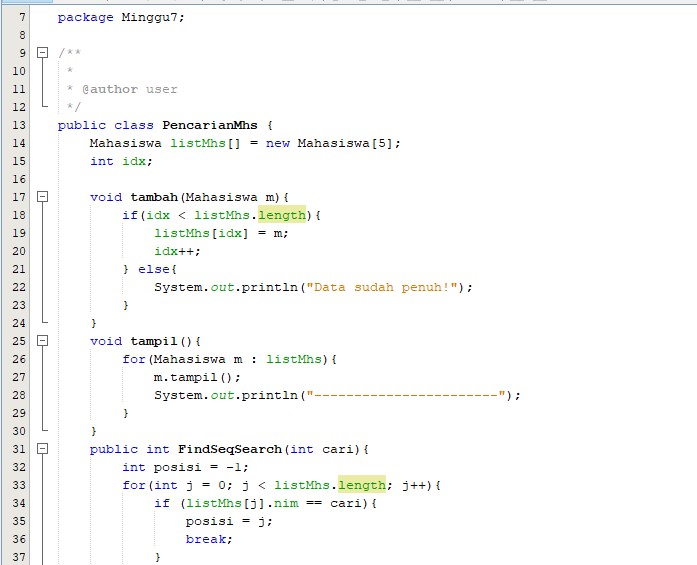 7 package Minggu7;
8
9 /**
10 *
11 * @author user
12 */
13 public class PencarianMhs {
14 Mahasiswa listMhs[] = new Mahasiswa[5];
15 int idx;
16
17 void tambah(Mahasiswa m){
18 if(idx < listMhs.length){
19 listMhs[idx] = m;
20 idx++;
21 } else{
22 System.out.println("Data sudah penuh!");
23 }
24 }
25 void tampil(){
26 for(Mahasiswa m : listMhs){
27 m.tampil();
28 System.out.println("-----------------------");
29 }
30 }
31 public int FindSeqSearch(int cari){
32 int posisi = -1;
33 for(int j = 0; j < listMhs.length; j++){
34 if (listMhs[j].nim == cari){
35 posisi = j;
36 break;
37 }